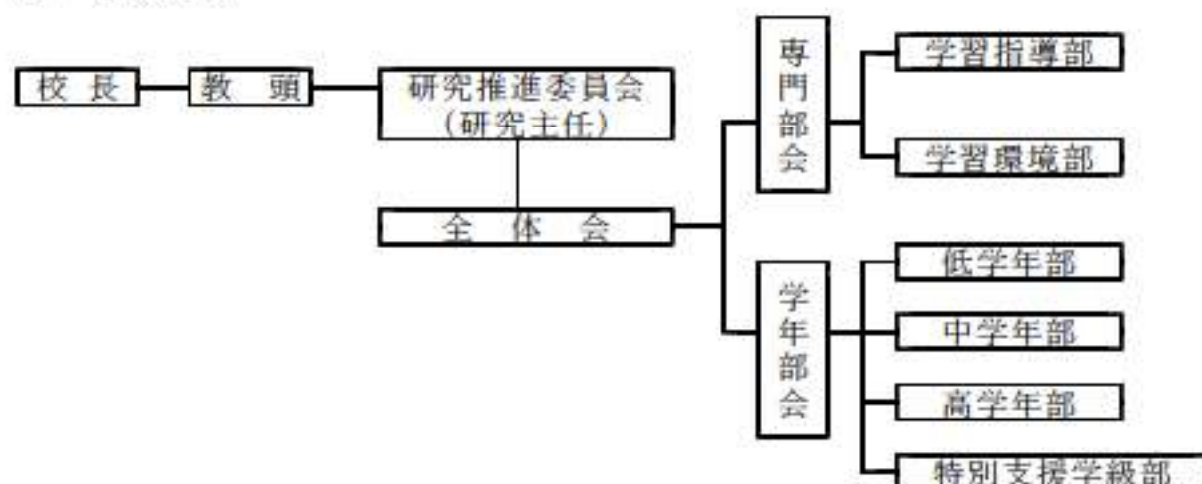 校長
教頭
研究推進委員会
(研究主任)
全体会
専門部会
学習指導部
学習環境部
学年部会
低学年部
中学年部
高学年部
特別支援学級部